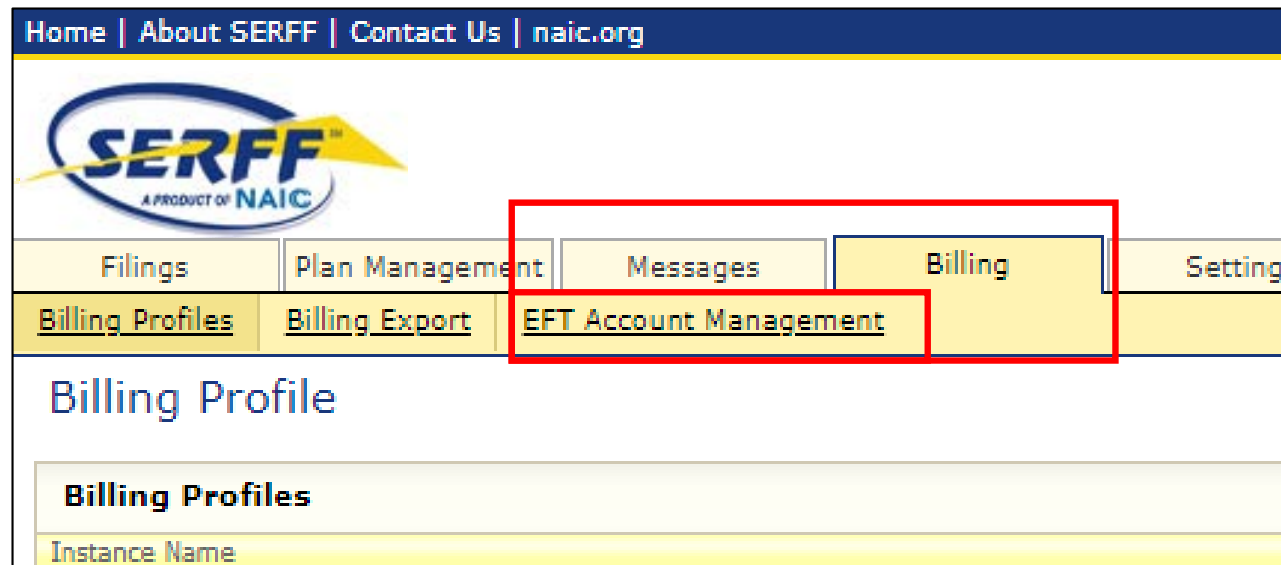 Home | About SERFF | Contact Us | naic.org
SERFF™
A PRODUCT OF NAIC
Filings Plan Management Messages Billing Setting
Billing Profiles Billing Export EFT Account Management
Billing Profile
Billing Profiles
Instance Name